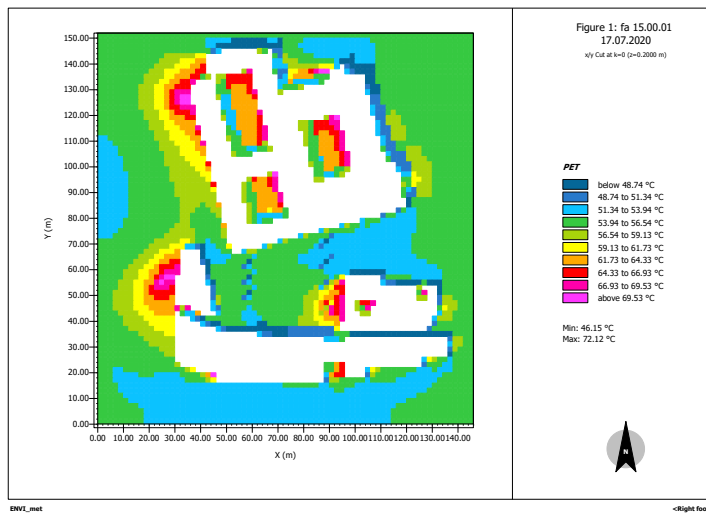 Figure 1: fa 15.00.01
17.07.2020
x/y Cut at k=0 (z=0.2000 m)
150.00
140.00
130.00
120.00
110.00
100.00
90.00
80.00
70.00
60.00
50.00
40.00
30.00
20.00
10.00
0.00
Y (m)
0.00 10.00 20.00 30.00 40.00 50.00 60.00 70.00 80.00 90.00 100.00 110.00 120.00 130.00 140.00
X (m)
PET
below 48.74 °C
48.74 to 51.34 °C
51.34 to 53.94 °C
53.94 to 56.54 °C
56.54 to 59.13 °C
59.13 to 61.73 °C
61.73 to 64.33 °C
64.33 to 66.93 °C
66.93 to 69.53 °C
above 69.53 °C
Min: 46.15 °C
Max: 72.12 °C
N
ENVI_met
<Right foo